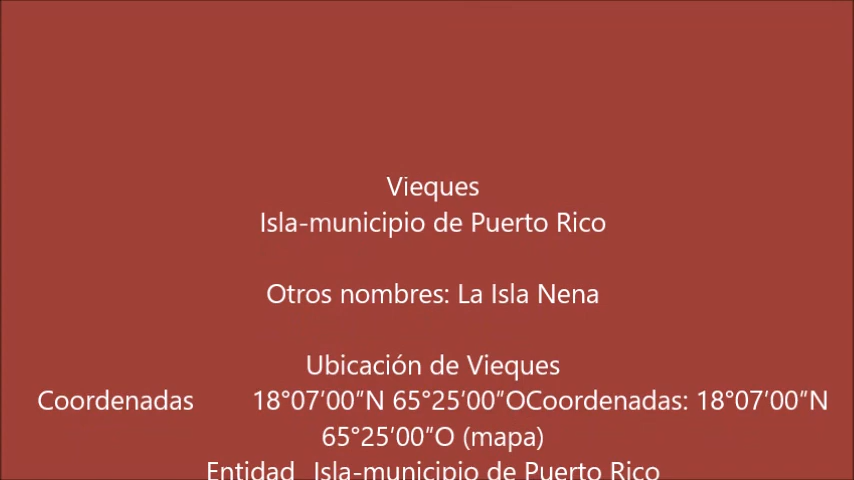 Vieques
Isla-municipio de Puerto Rico
Otros nombres: La Isla Nena
Ubicación de Vieques
Coordenadas 18°07′00″N 65°25′00″OCoordenadas: 18°07′00″N
65°25′00″O (mapa)
Entidad Isla-municipio de Puerto Rico